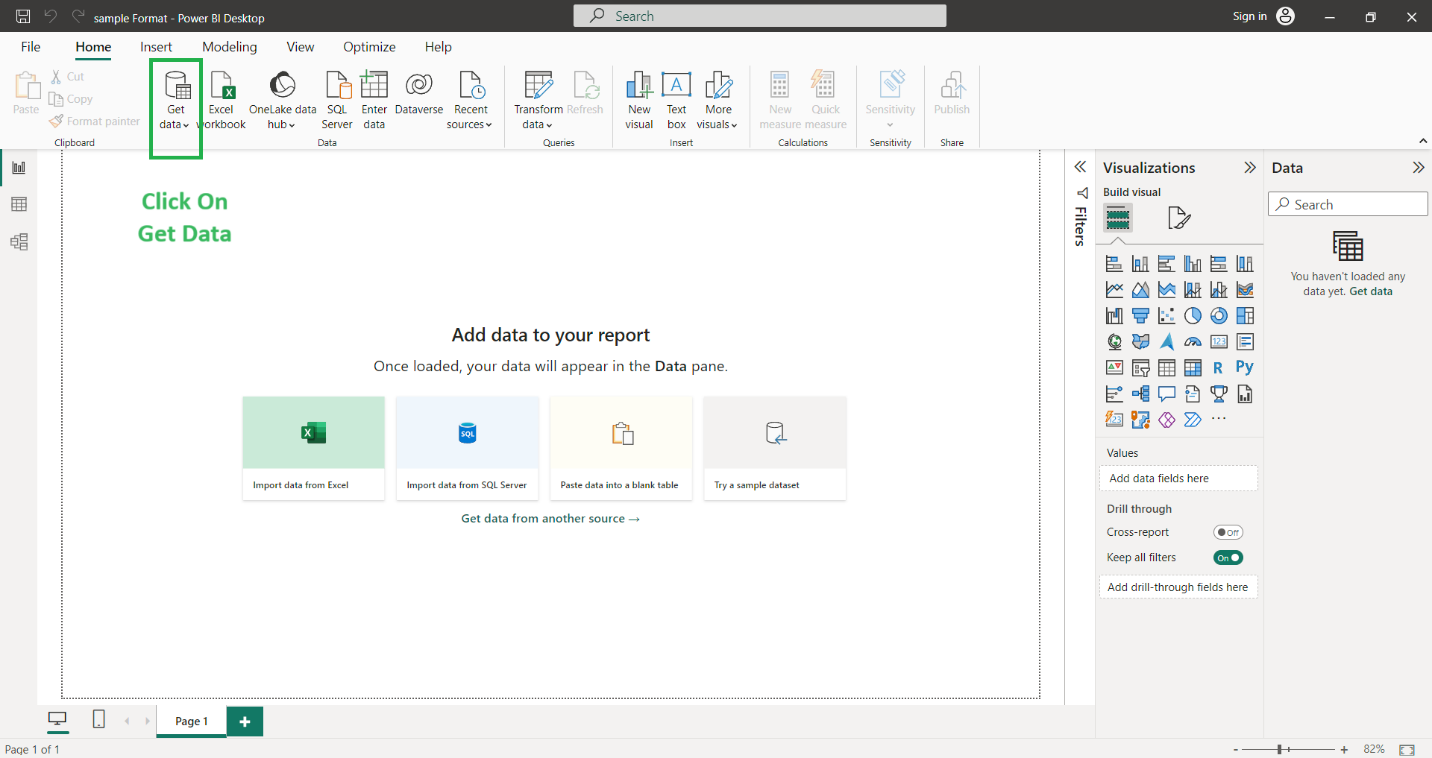 sample Format - Power BI Desktop
Search
Sign in
File
Home
Insert
Modeling
View
Optimize
Help
Paste
Cut
Copy
Format painter
Clipboard
Get
data
Excel
workbook
OneLake data
hub
SQL
Server
Enter
data
Dataverse
Recent
sources
Data
Transform
data
Refresh
Queries
New
visual
Text
box
More
visuals
Insert
New
measure
Quick
measure
Calculations
Sensitivity
Sensitivity
Publish
Share
Click On
Get Data
Add data to your report
Once loaded, your data will appear in the Data pane.
SQL
Import data from Excel
Import data from SQL Server
Paste data into a blank table
Try a sample dataset
Get data from another source →
Filters
Visualizations
Build visual
123
R
Py
123
...
Values
Add data fields here
Drill through
Cross-report
Off
Keep all filters
On
Add drill-through fields here
Data
Search
You haven't loaded any
data yet. Get data
Page 1
+
Page 1 of 1
-
+
82%